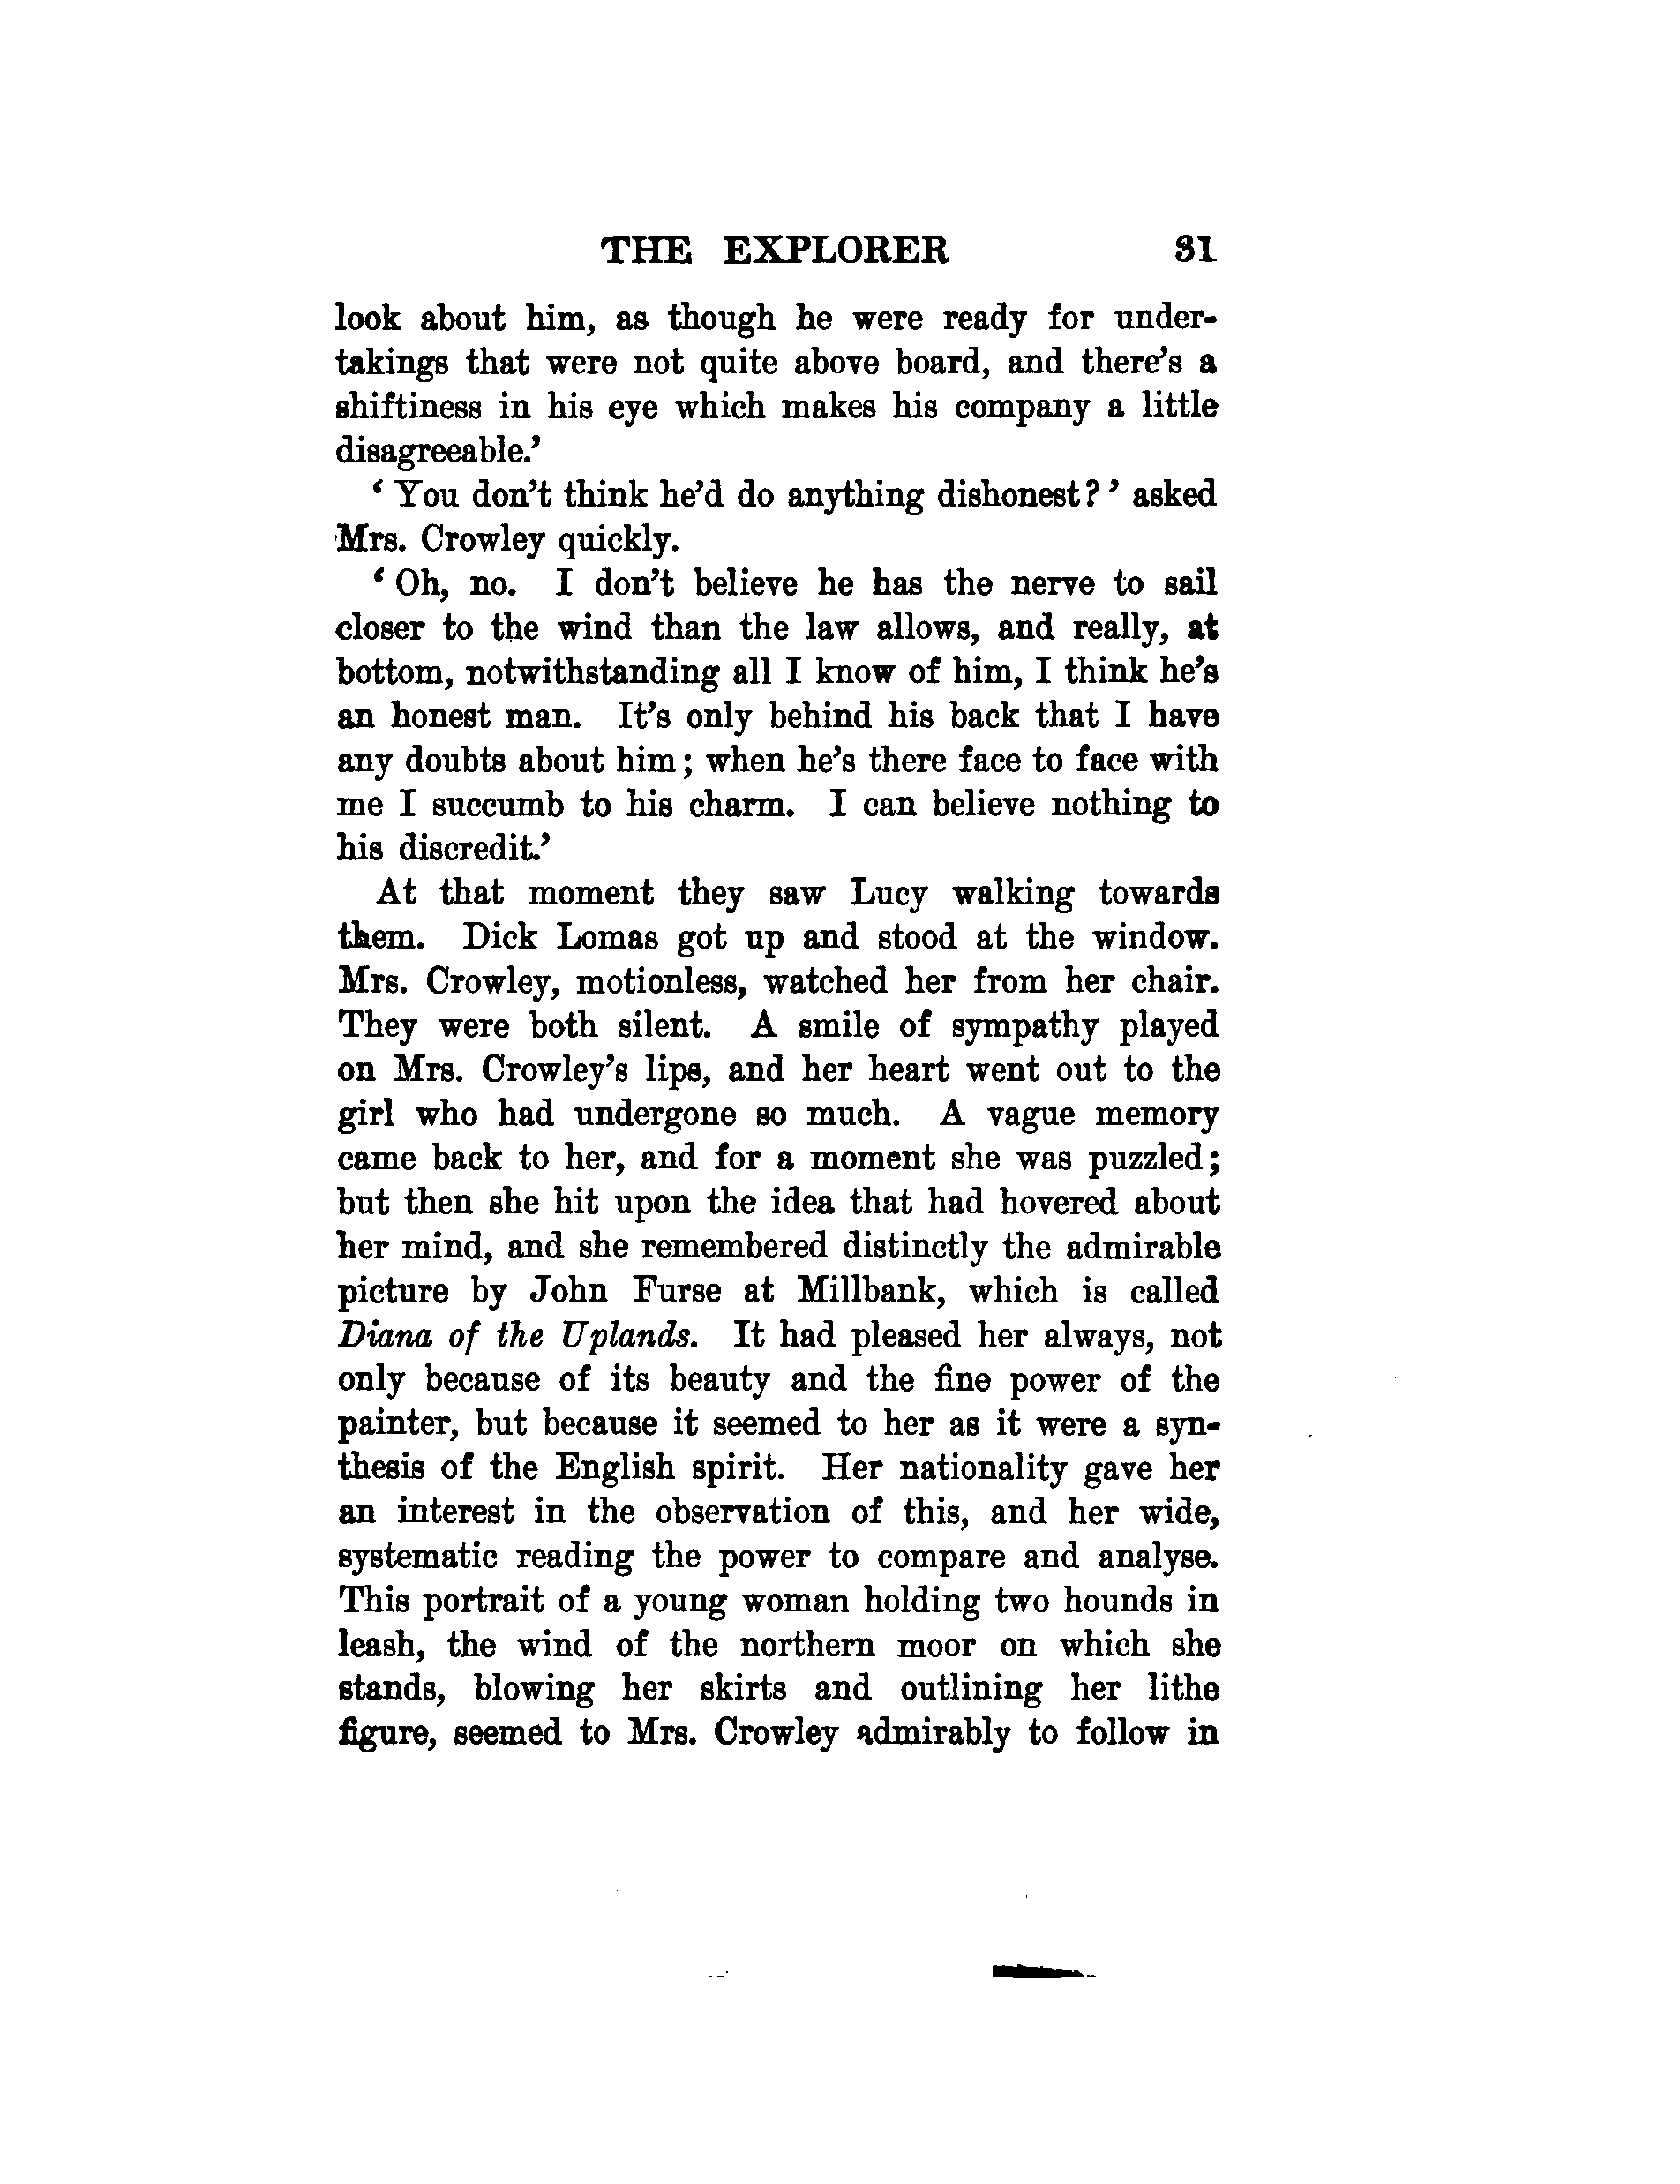 THE EXPLORER 31
look about him, as though he were ready for under-
takings that were not quite above board, and there's a
shiftiness in his eye which makes his company a little
disagreeable.'
‘ You don't think he'd do anything dishonest? ’ asked
Mrs. Crowley quickly.
‘ Oh, no. I don't believe he has the nerve to sail
closer to the wind than the law allows, and really, at
bottom, notwithstanding all I know of him, I think he's
an honest man. It's only behind his back that I have
any doubts about him; when he's there face to face with
me I succumb to his charm. I can believe nothing to
his discredit.'
At that moment they saw Lucy walking towards
them. Dick Lomas got up and stood at the window.
Mrs. Crowley, motionless, watched her from her chair.
They were both silent. A smile of sympathy played
on Mrs. Crowley's lips, and her heart went out to the
girl who had undergone so much. A vague memory
came back to her, and for a moment she was puzzled;
but then she hit upon the idea that had hovered about
her mind, and she remembered distinctly the admirable
picture by John Furse at Millbank, which is called
Diana of the Uplands. It had pleased her always, not
only because of its beauty and the fine power of the
painter, but because it seemed to her as it were a syn-
thesis of the English spirit. Her nationality gave her
an interest in the observation of this, and her wide,
systematic reading the power to compare and analyse.
This portrait of a young woman holding two hounds in
leash, the wind of the northern moor on which she
stands, blowing her skirts and outlining her lithe
figure, seemed to Mrs. Crowley admirably to follow in